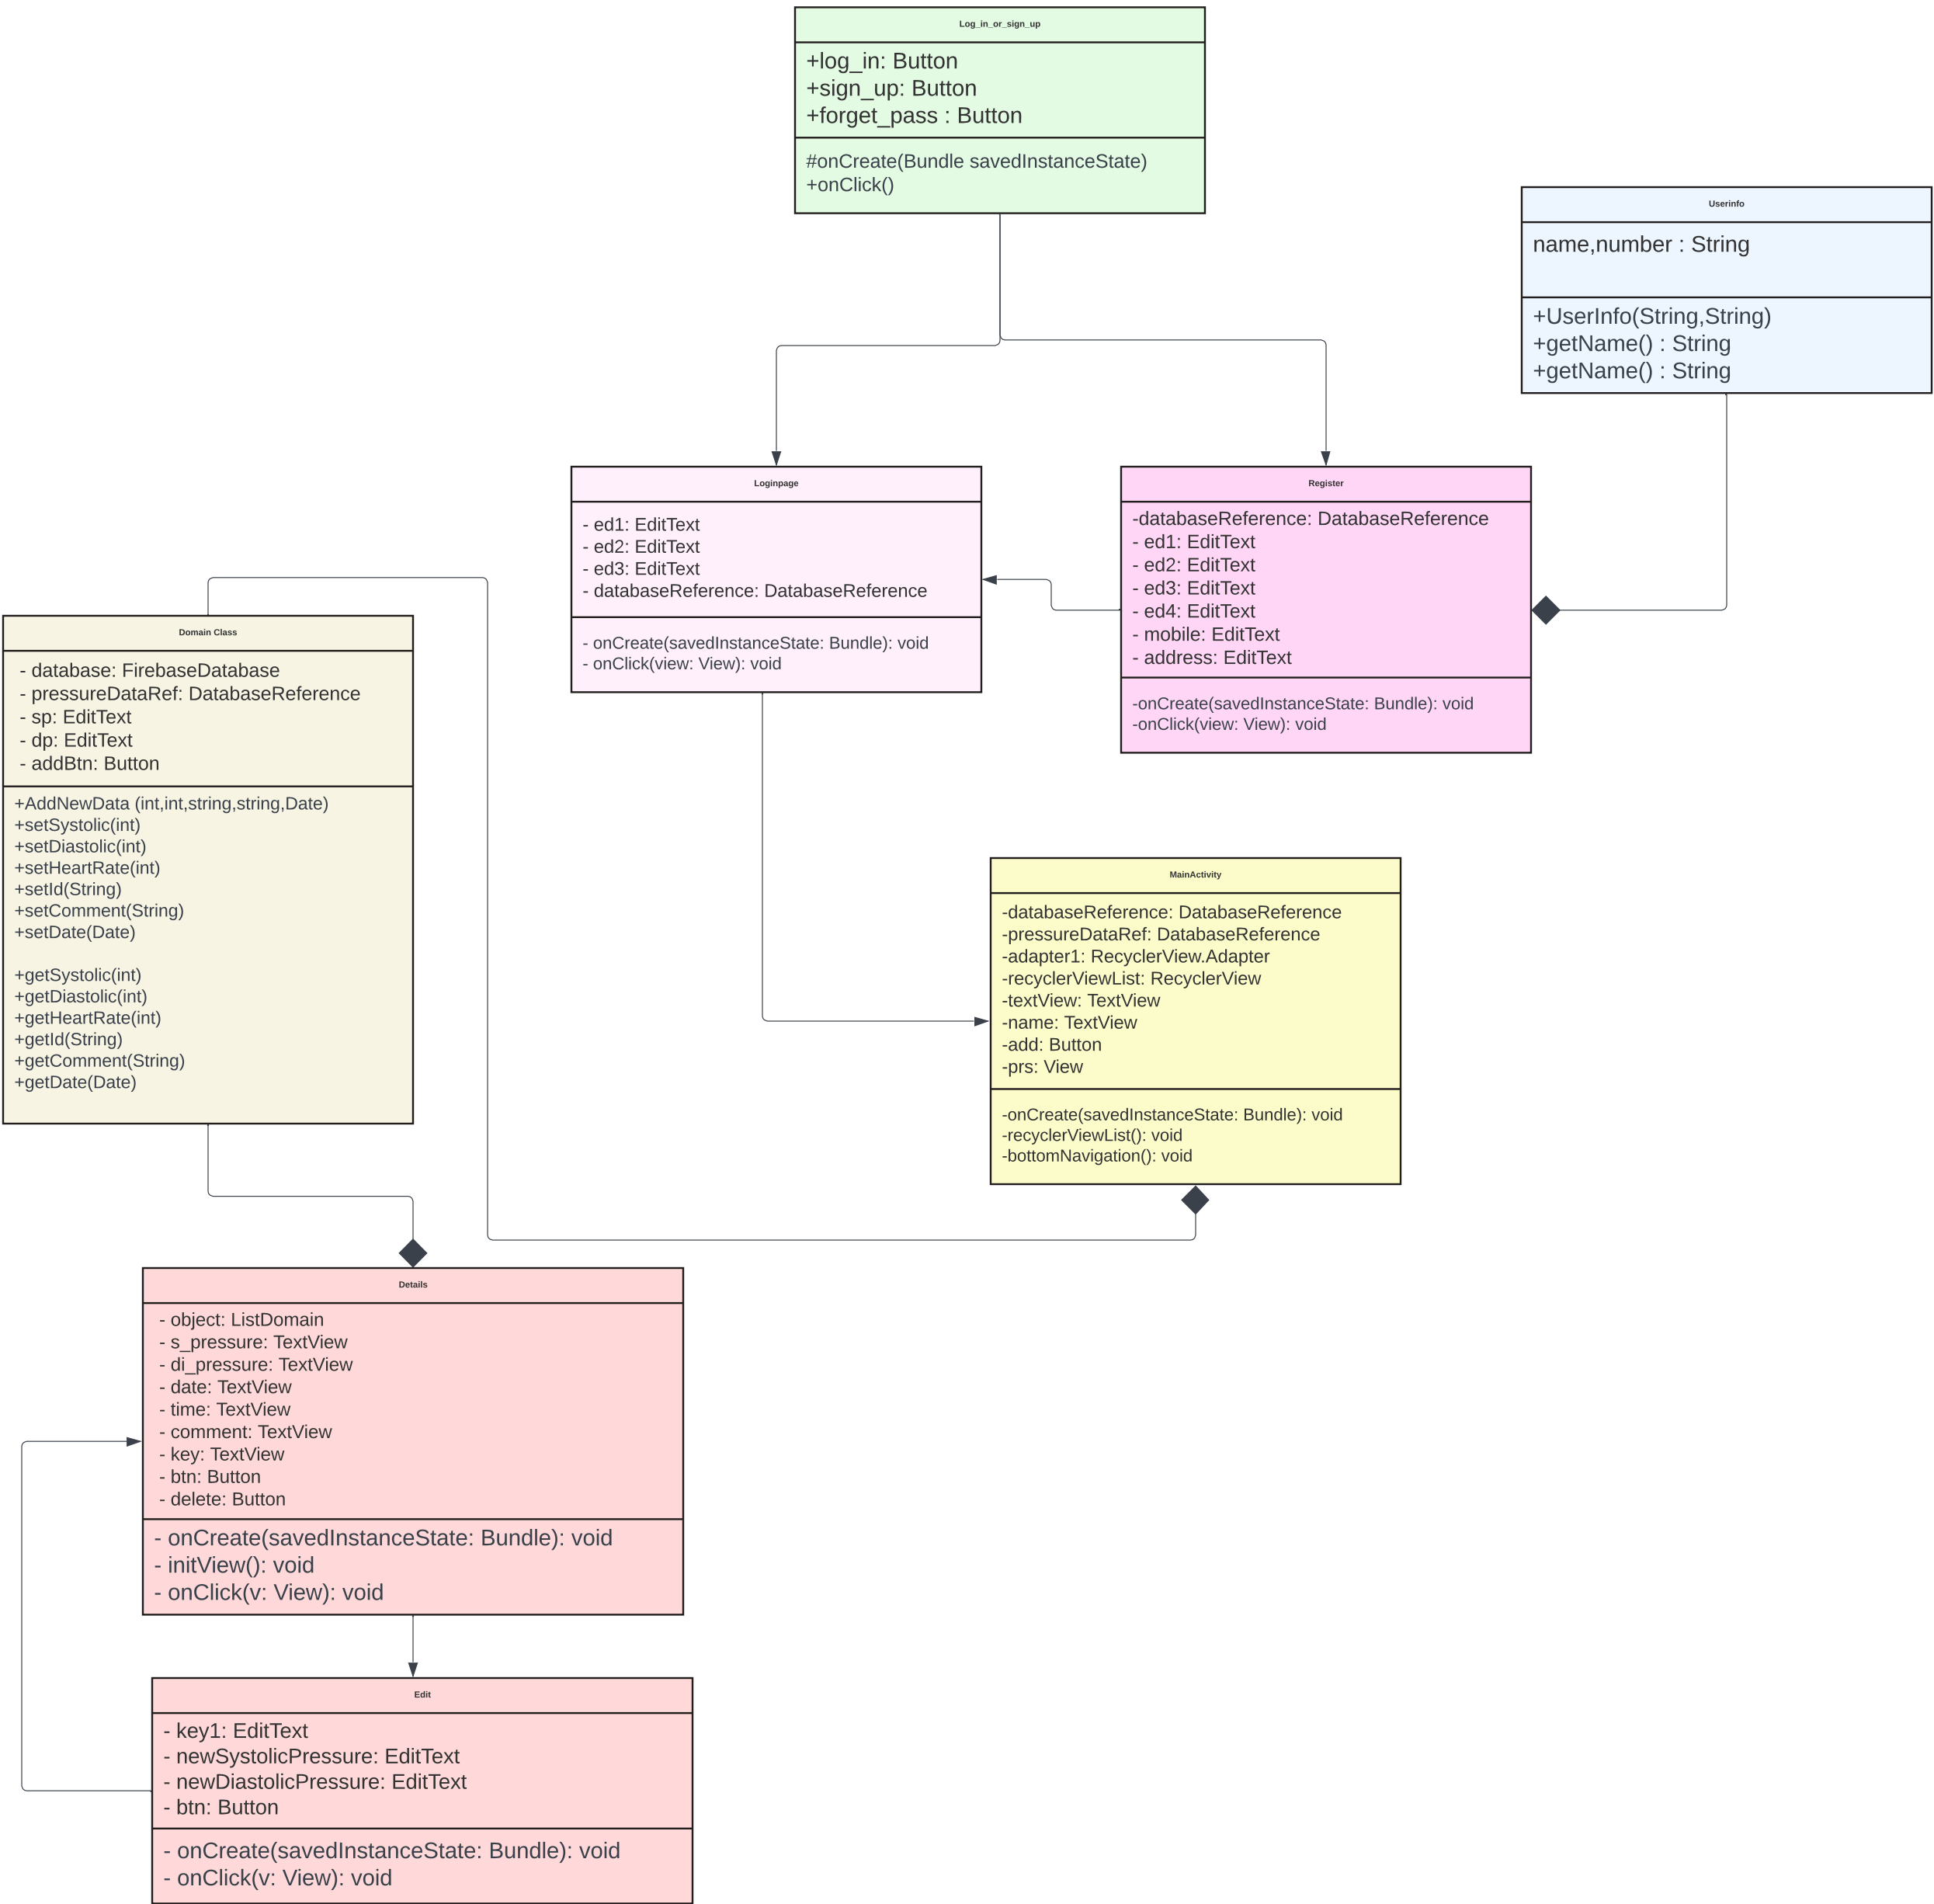 Log_in_or_sign_up
+log_in: Button
+sign_up: Button
+forget_pass : Button
#onCreate(Bundle savedInstanceState)
+onClick()
Userinfo
name,number : String
+UserInfo(String,String)
+getName() : String
+getName() : String
Loginpage
- ed1: EditText
- ed2: EditText
- ed3: EditText
- databaseReference: DatabaseReference
- onCreate(savedInstanceState: Bundle): void
- onClick(view: View): void
Register
-databaseReference: DatabaseReference
- ed1: EditText
- ed2: EditText
- ed3: EditText
- ed4: EditText
- mobile: EditText
- address: EditText
-onCreate(savedInstanceState: Bundle): void
-onClick(view: View): void
Domain Class
- database: FirebaseDatabase
- pressureDataRef: DatabaseReference
- sp: EditText
- dp: EditText
- addBtn: Button
+AddNewData (int,int,string,string,Date)
+setSystolic(int)
+setDiastolic(int)
+setHeartRate(int)
+setId(String)
+setComment(String)
+setDate(Date)
+getSystolic(int)
+getDiastolic(int)
+getHeartRate(int)
+getId(String)
+getComment(String)
+getDate(Date)
MainActivity
-databaseReference: DatabaseReference
-pressureDataRef: DatabaseReference
-adapter1: RecyclerView.Adapter
-recyclerViewList: RecyclerView
-textView: TextView
-name: TextView
-add: Button
-prs: View
-onCreate(savedInstanceState: Bundle): void
-recyclerViewList(): void
-bottomNavigation(): void
Details
- object: ListDomain
- s_pressure: TextView
- di_pressure: TextView
- date: TextView
- time: TextView
- comment: TextView
- key: TextView
- btn: Button
- delete: Button
- onCreate(savedInstanceState: Bundle): void
- initView(): void
- onClick(v: View): void
Edit
- key1: EditText
- newSystolicPressure: EditText
- newDiastolicPressure: EditText
- btn: Button
- onCreate(savedInstanceState: Bundle): void
- onClick(v: View): void